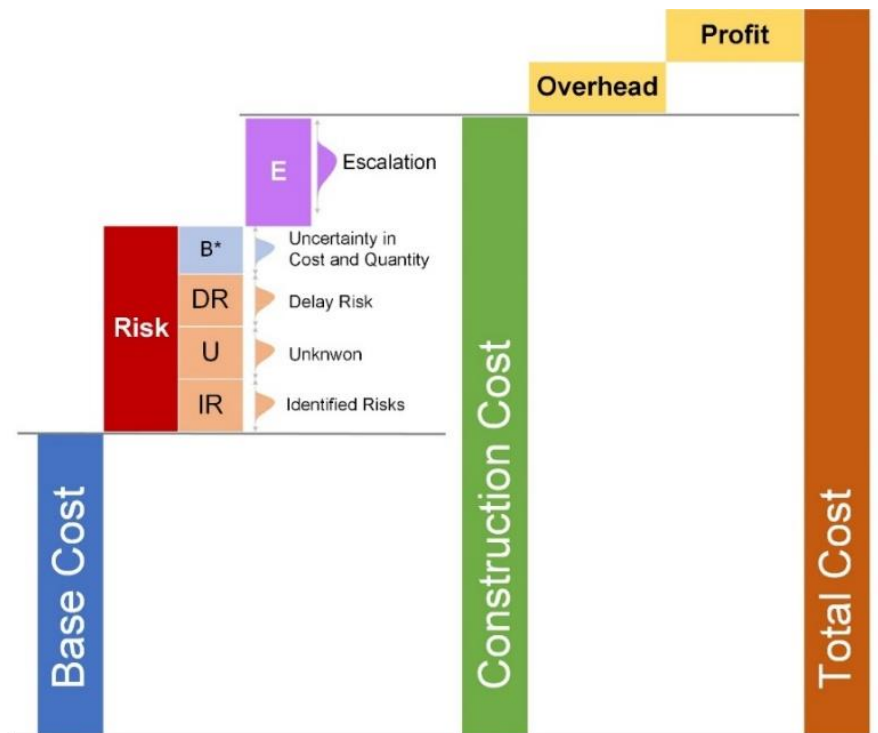 Profit
Overhead
E
Escalation
B*
Uncertainty in
Cost and Quantity
DR
Delay Risk
Risk
U
Unknwon
IR
Identified Risks
Base Cost
Construction Cost
Total Cost